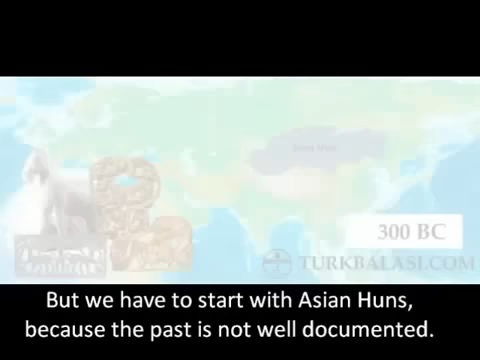 300 BC
TURKBALASI.COM
But we have to start with Asian Huns,
because the past is not well documented.